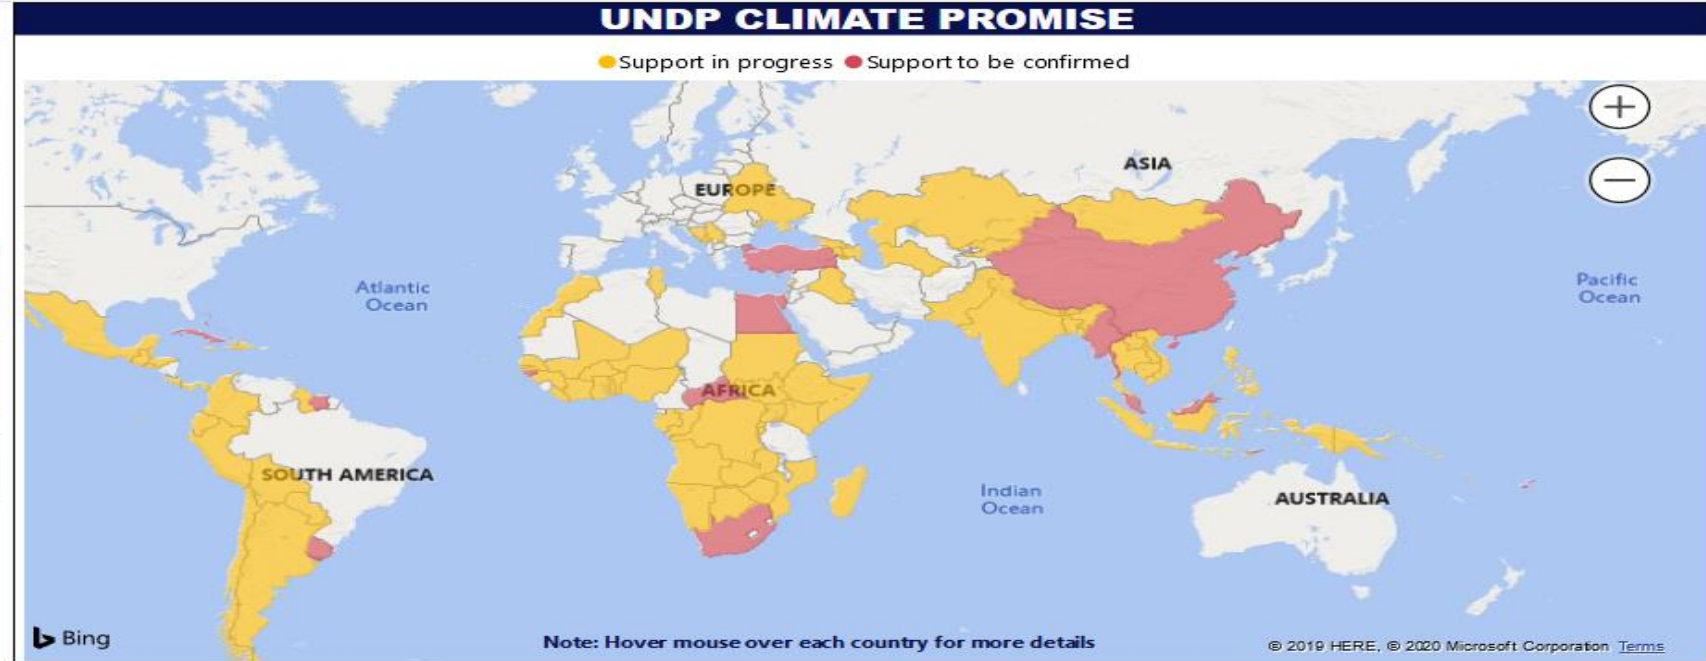 UNDP CLIMATE PROMISE
Support in progress Support to be confirmed
ASIA
EUROPE
Atlantic
Ocean
Pacific
Ocean
AFRICA
SOUTH AMERICA
Indian
Ocean
AUSTRALIA
Bing
Note: Hover mouse over each country for more details
© 2019 HERE, © 2020 Microsoft Corporation Terms